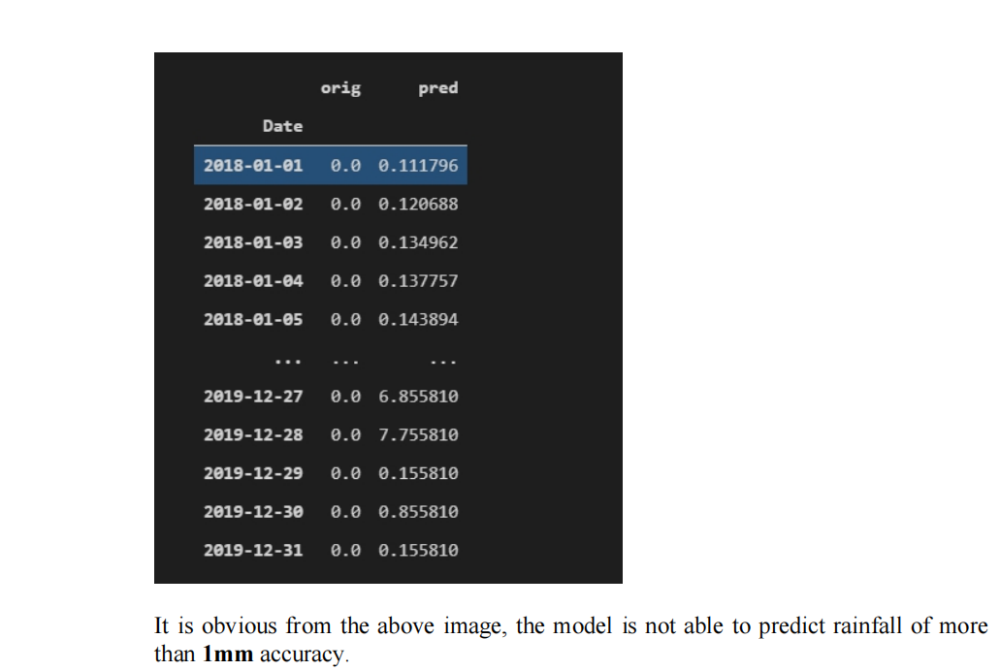 orig pred
Date
2018-01-01 0.0 0.111796
2018-01-02 0.0 0.120688
2018-01-03 0.0 0.134962
2018-01-04 0.0 0.137757
2018-01-05 0.0 0.143894
... ... ...
2019-12-27 0.0 6.855810
2019-12-28 0.0 7.755810
2019-12-29 0.0 0.155810
2019-12-30 0.0 0.855810
2019-12-31 0.0 0.155810
It is obvious from the above image, the model is not able to predict rainfall of more
than 1mm accuracy.